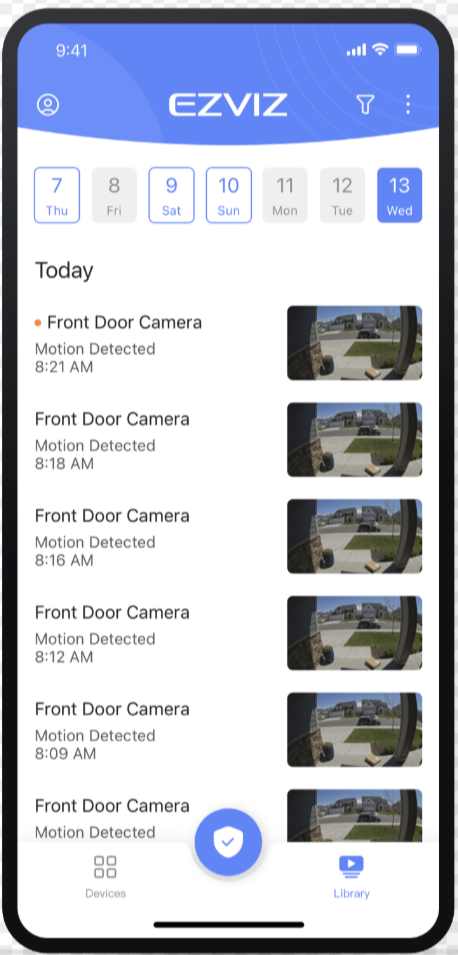 9:41
EZVIZ
7 8 9 10 11 12 13
Thu Fri Sat Sun Mon Tue Wed
Today
Front Door Camera
Motion Detected
8:21 AM
Front Door Camera
Motion Detected
8:18 AM
Front Door Camera
Motion Detected
8:16 AM
Front Door Camera
Motion Detected
8:12 AM
Front Door Camera
Motion Detected
8:09 AM
Front Door Camera
Motion Detected
Devices
Library